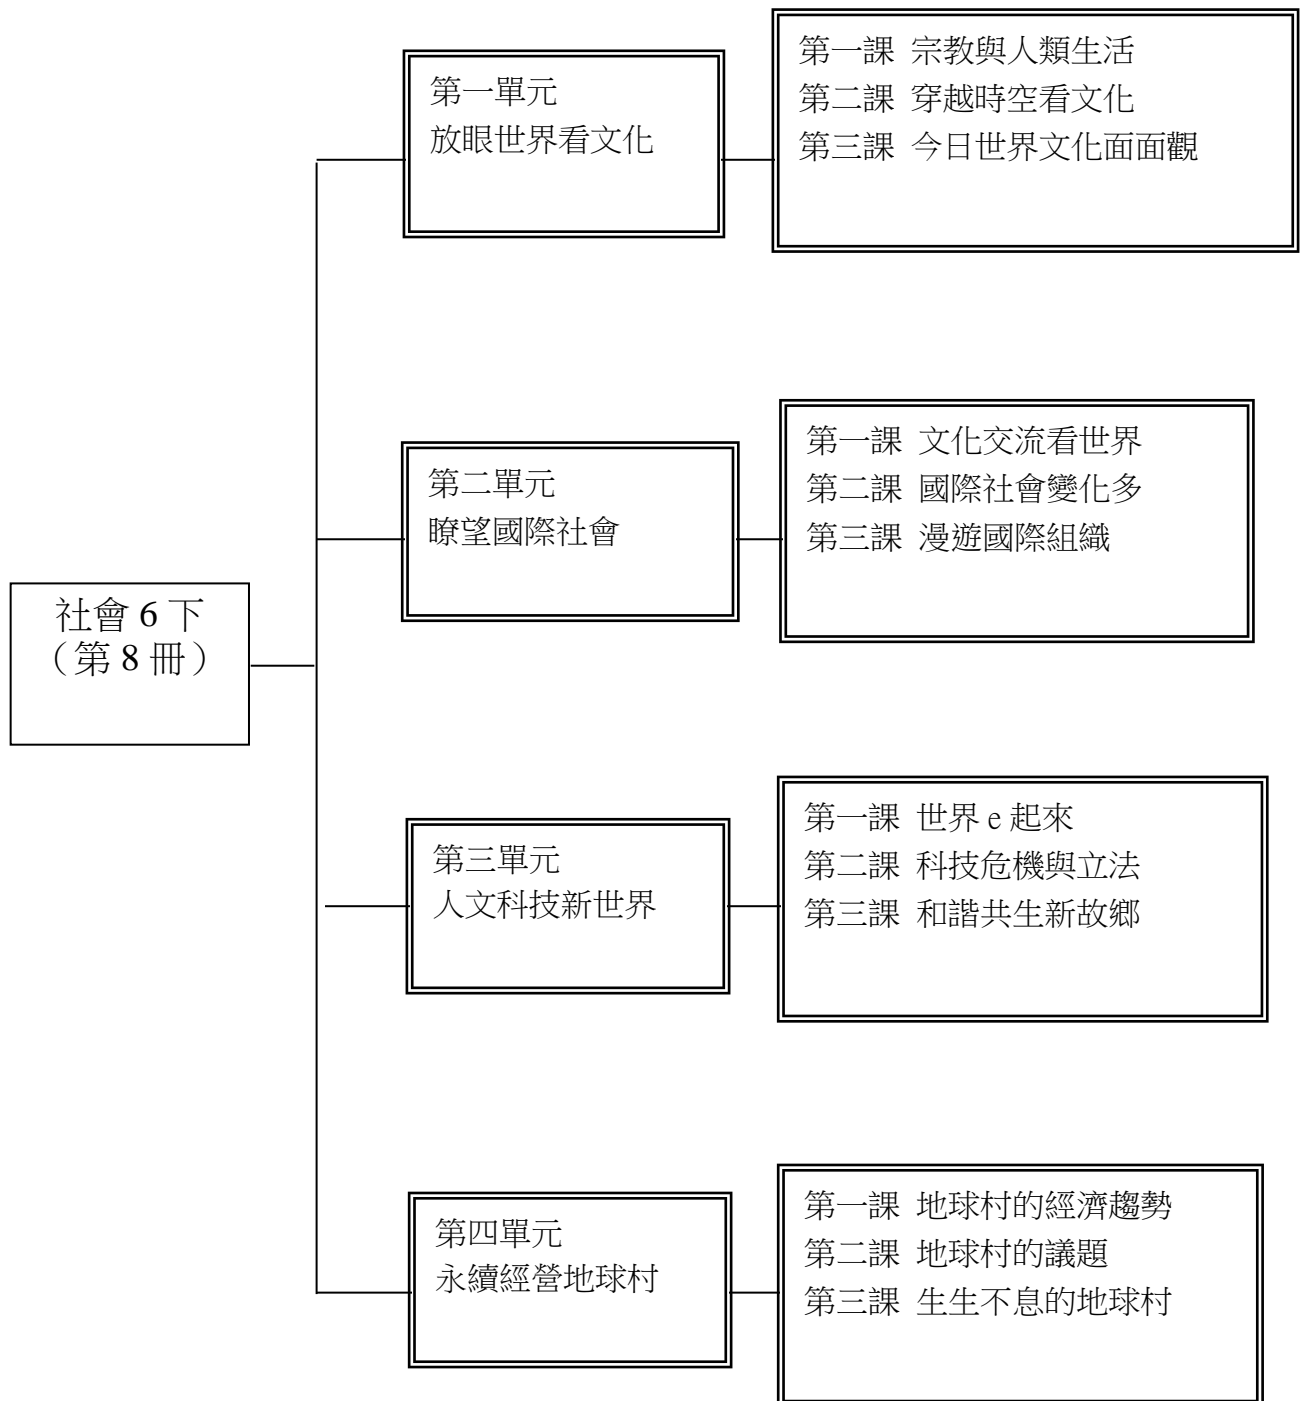 第一單元
放眼世界看文化
第一課 宗教與人類生活
第二課 穿越時空看文化
第三課 今日世界文化面面觀
第二單元
瞭望國際社會
第一課 文化交流看世界
第二課 國際社會變化多
第三課 漫遊國際組織
社會 6 下
（第 8 冊）
第三單元
人文科技新世界
第一課 世界 e 起來
第二課 科技危機與立法
第三課 和諧共生新故鄉
第四單元
永續經營地球村
第一課 地球村的經濟趨勢
第二課 地球村的議題
第三課 生生不息的地球村